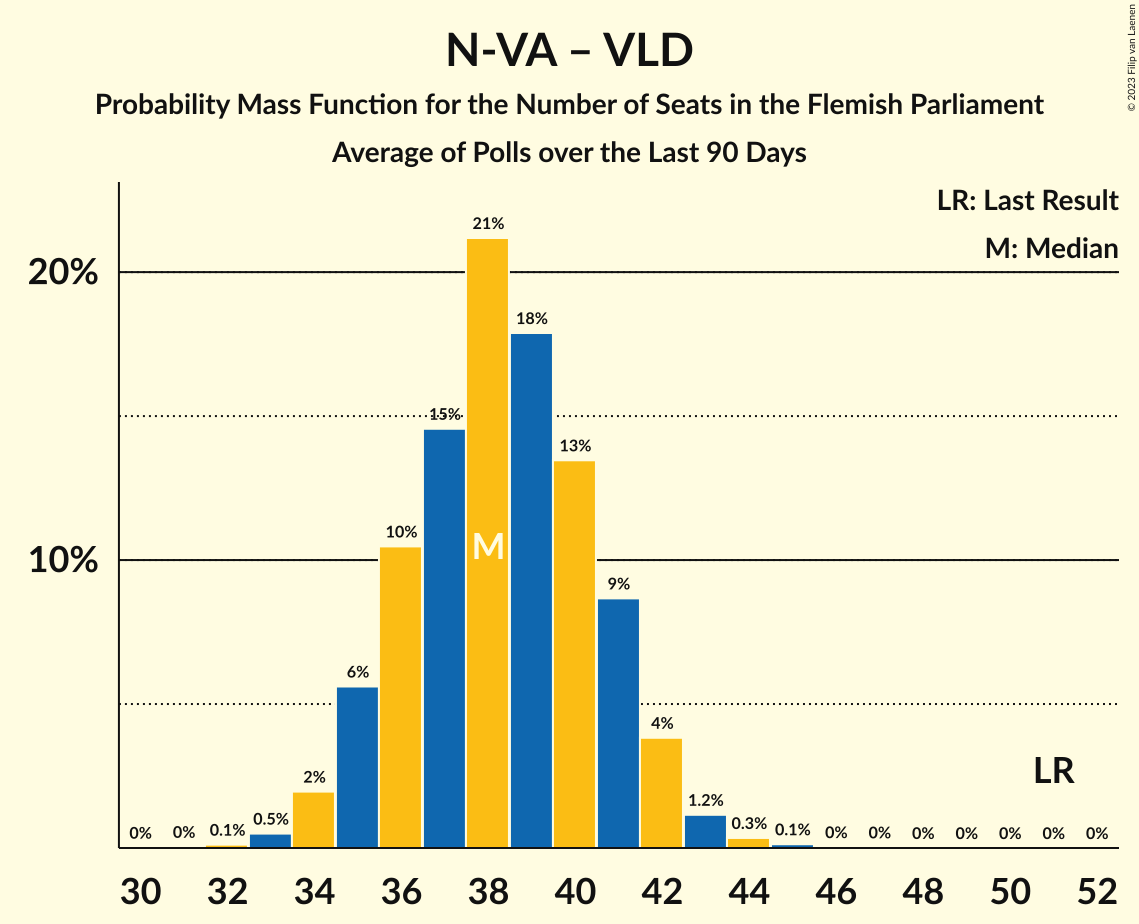 N-VA – VLD
Probability Mass Function for the Number of Seats in the Flemish Parliament
Average of Polls over the Last 90 Days
© 2023 Filip van Laenen
LR: Last Result
M: Median
20%
10%
0%
0%
0.1%
0.5%
2%
6%
10%
15%
21%
18%
13%
9%
4%
1.2%
0.3%
0.1%
0%
0%
0%
0%
0%
0%
0%
M
LR
30 32 34 36 38 40 42 44 46 48 50 52